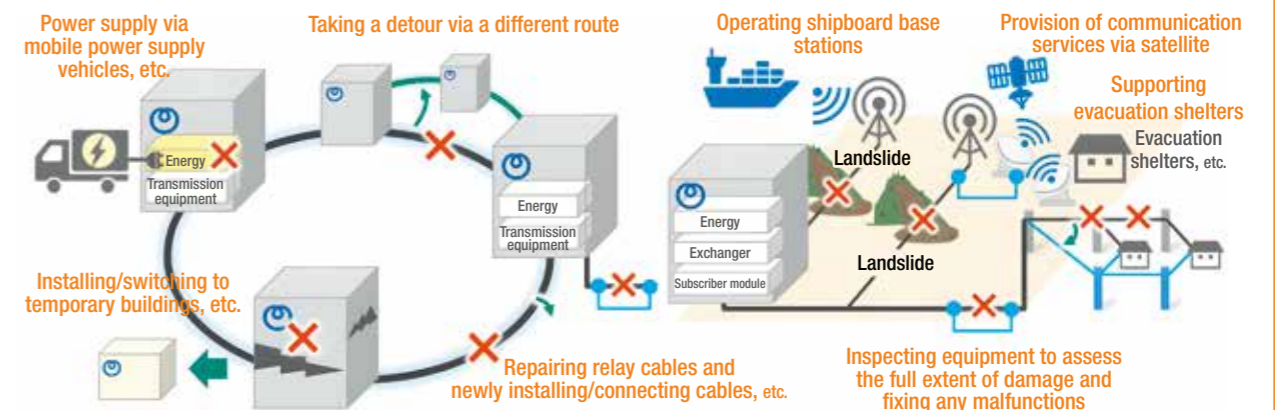 Power supply via
mobile power supply
vehicles, etc.
Taking a detour via a different route
Operating shipboard base
stations
Provision of communication
services via satellite
Supporting
evacuation shelters
Evacuation
shelters, etc.
Energy
Transmission
equipment
Energy
Transmission
equipment
Landslide
Landslide
Energy
Exchanger
Subscriber module
Installing/switching to
temporary buildings, etc.
Repairing relay cables and
newly installing/connecting cables, etc.
Inspecting equipment to assess
the full extent of damage and
fixing any malfunctions